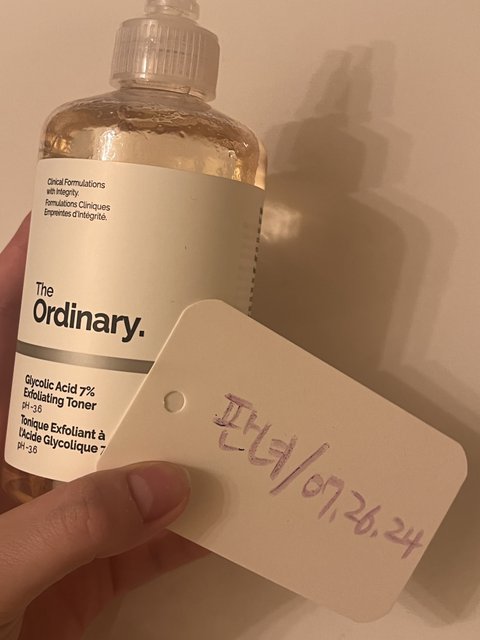 Clinical Formulations
with Integrity.
Formulations Cliniques
Empreintes d'Intégrité.
The
Ordinary.
Glycolic Acid 7%
Exfoliating Toner
pH ~3.6
Tonique Exfoliant à
l'Acide Glycolique 7
pH ~3.6
판녀/07.26.24